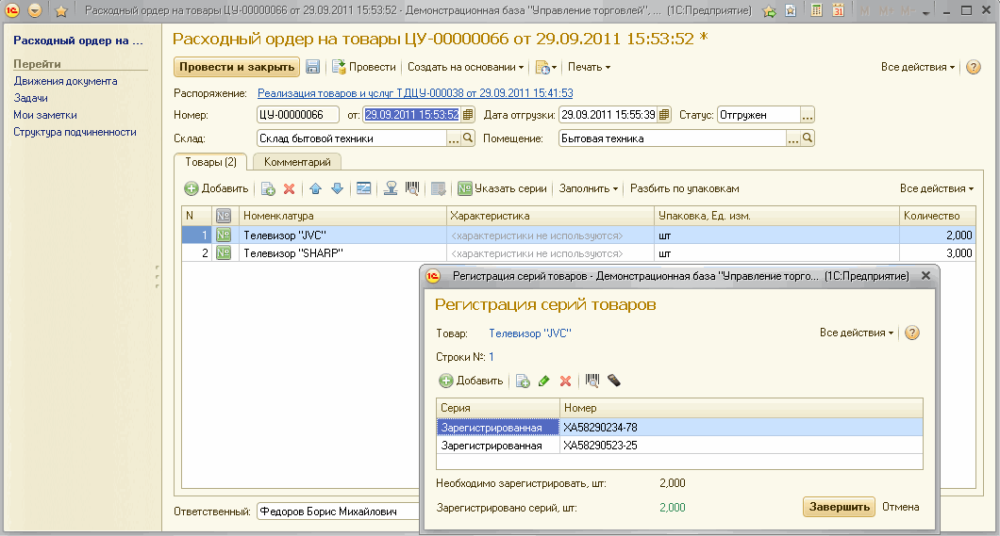 Расходный ордер на товары ЦУ-00000066 от 29.09.2011 15:53:52 - Демонстрационная база "Управление торговлей", ... (1С:Предприятие)
Расходный ордер на ...
Перейти
Движения документа
Задачи
Мои заметки
Структура подчиненности
Расходный ордер на товары ЦУ-00000066 от 29.09.2011 15:53:52 *
Провести и закрыть Провести Создать на основании Печать Все действия
Распоряжение: Реализация товаров и услуг ТДЦУ-000038 от 29.09.2011 15:41:53
Номер: ЦУ-00000066 от: 29.09.2011 15:53:52 Дата отгрузки: 29.09.2011 15:55:39 Статус: Отгружен ...
Склад: Склад бытовой техники ... Помещение: Бытовая техника ...
Товары (2) Комментарий
Добавить Указать серии Заполнить Разбить по упаковкам Все действия
N № Номенклатура Характеристика Упаковка, Ед. изм. Количество
1 № Телевизор "JVC" <характеристики не используются> шт 2,000
2 № Телевизор "SHARP" <характеристики не используются> шт 3,000
Регистрация серий товаров - Демонстрационная база "Управление торго... (1С:Предприятие)
Регистрация серий товаров
Товар: Телевизор "JVC" Все действия
Строки №: 1
Добавить
Серия Номер
Зарегистрированная XA58290234-78
Зарегистрированная XA58290523-25
Необходимо зарегистрировать, шт: 2,000
Зарегистрировано серий, шт: 2,000
Завершить Отмена
Ответственный: Федоров Борис Михайлович